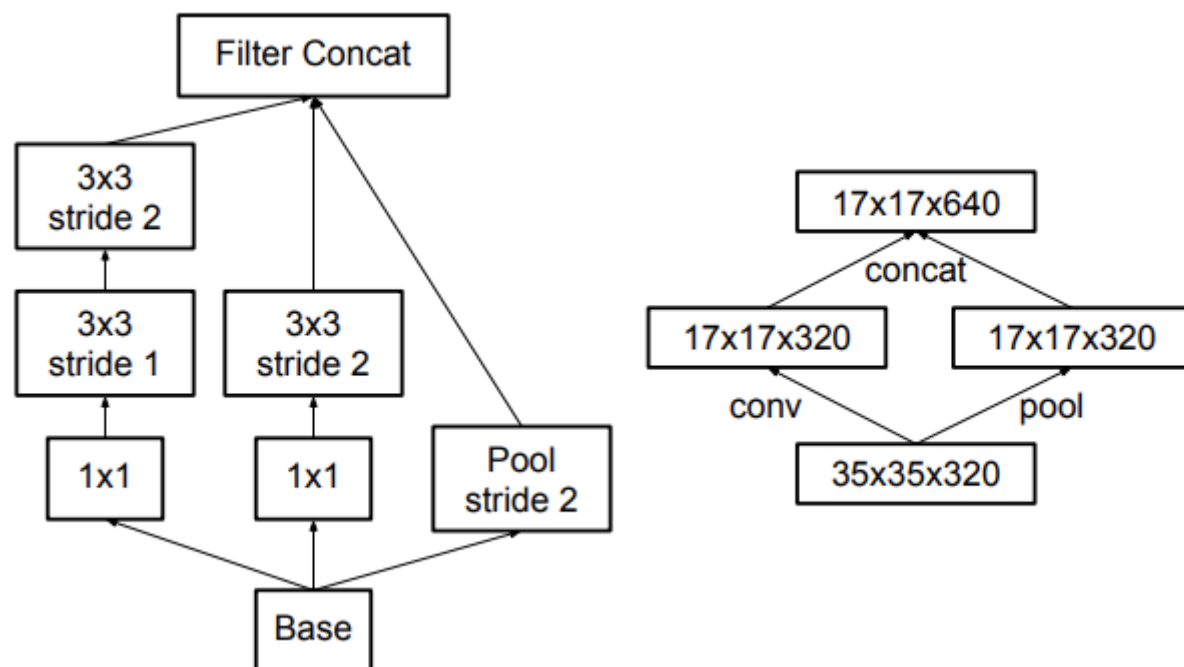 Filter Concat
3x3
stride 2
3x3
stride 1
3x3
stride 2
1x1
1x1
Pool
stride 2
Base
17x17x640
concat
17x17x320
17x17x320
conv
pool
35x35x320